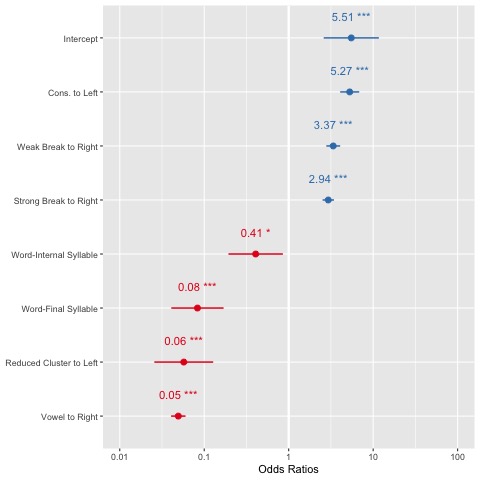 5.51 ***
Intercept
5.27 ***
Cons. to Left
3.37 ***
Weak Break to Right
2.94 ***
Strong Break to Right
0.41 *
Word-Internal Syllable
0.08 ***
Word-Final Syllable
0.06 ***
Reduced Cluster to Left
0.05 ***
Vowel to Right
0.01 0.1 1 10 100
Odds Ratios